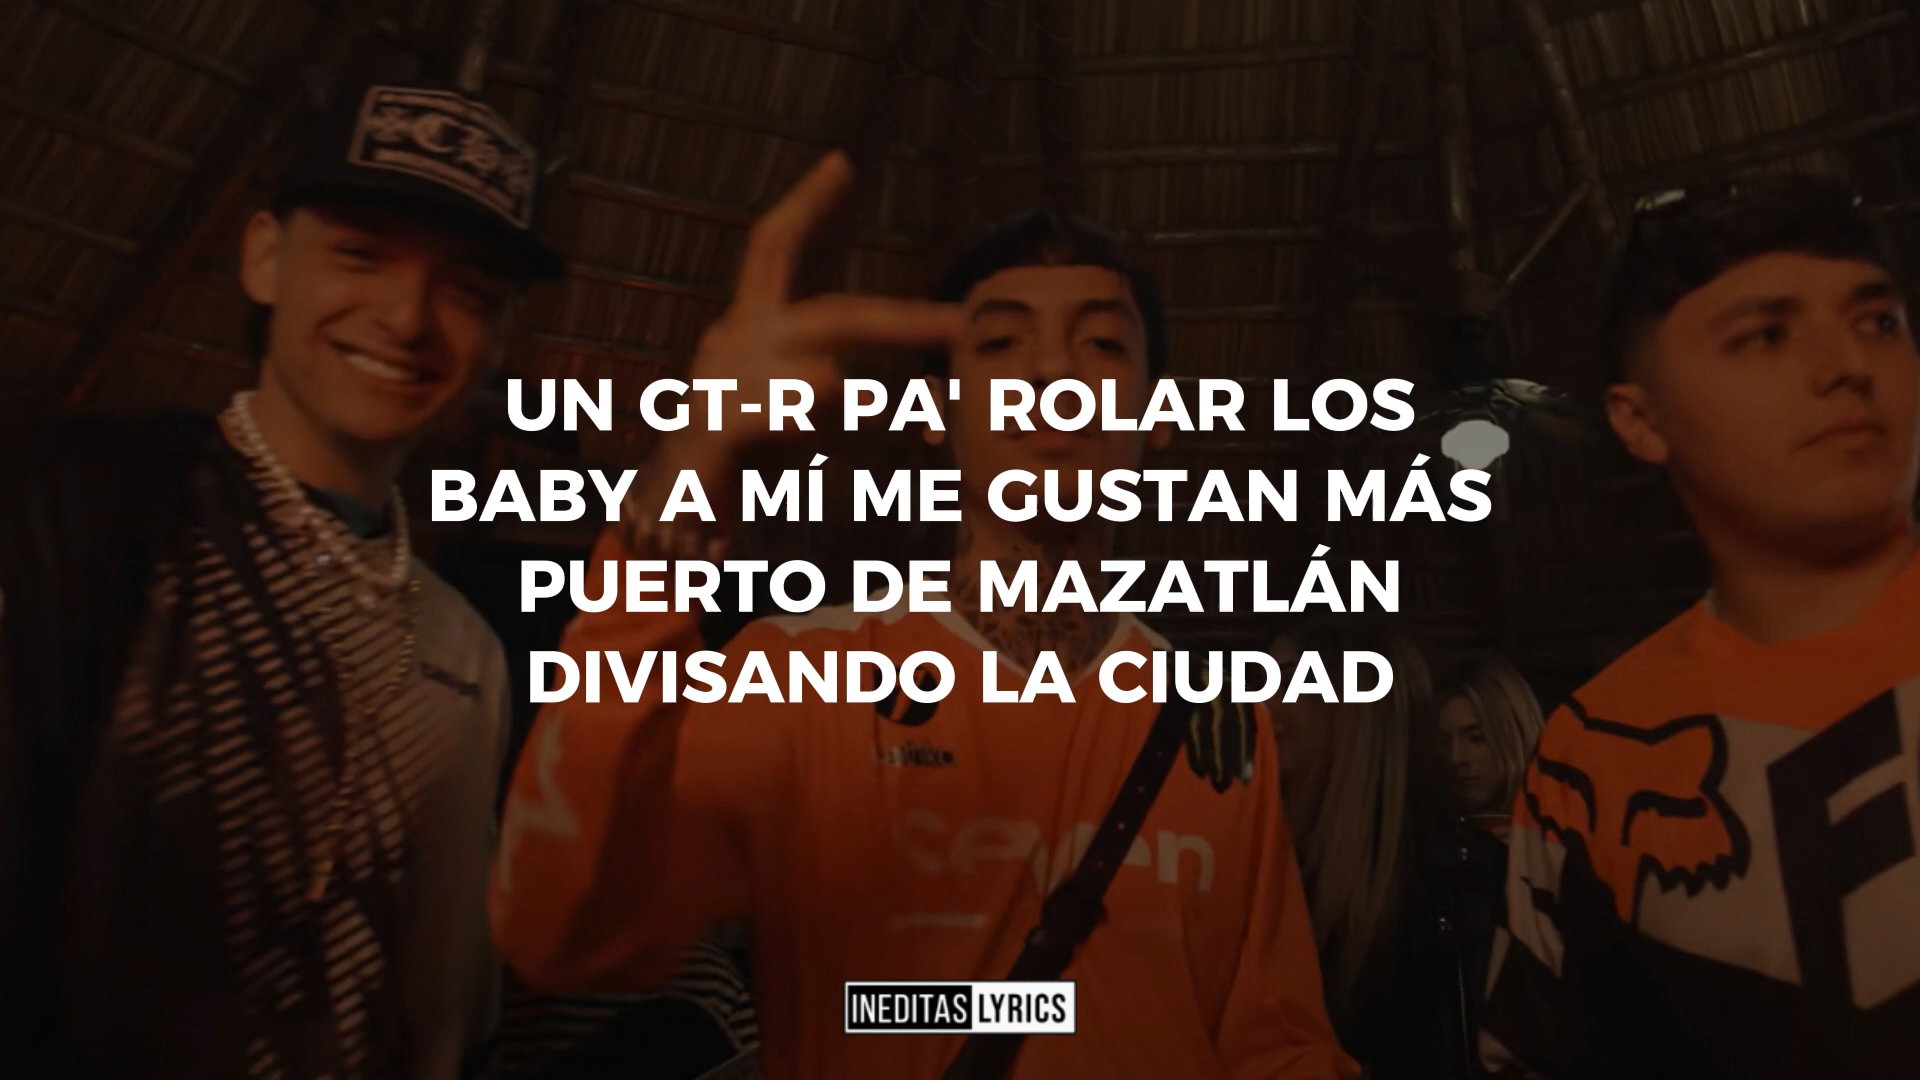 UN GT-R PA' ROLAR LOS
BABY A MÍ ME GUSTAN MÁS
PUERTO DE MAZATLÁN
DIVISANDO LA CIUDAD
INEDITAS LYRICS